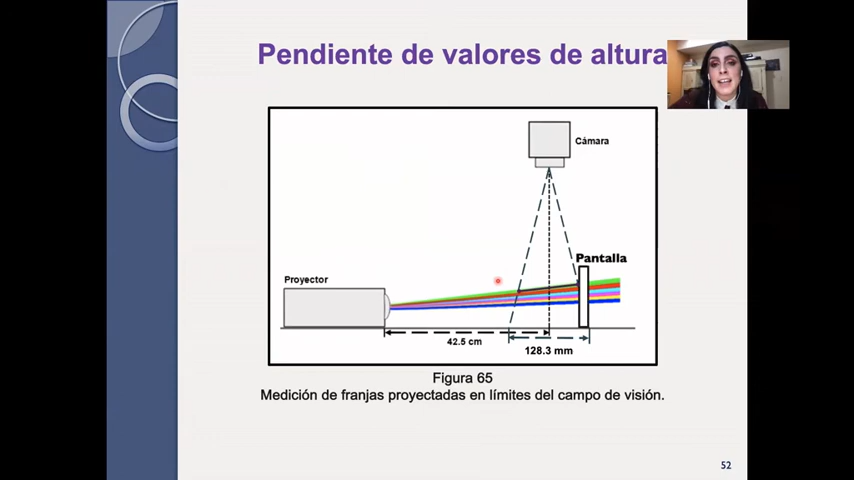 Pendiente de valores de altura
Cámara
Pantalla
Proyector
42.5 cm
128.3 mm
Figura 65
Medición de franjas proyectadas en límites del campo de visión.
52